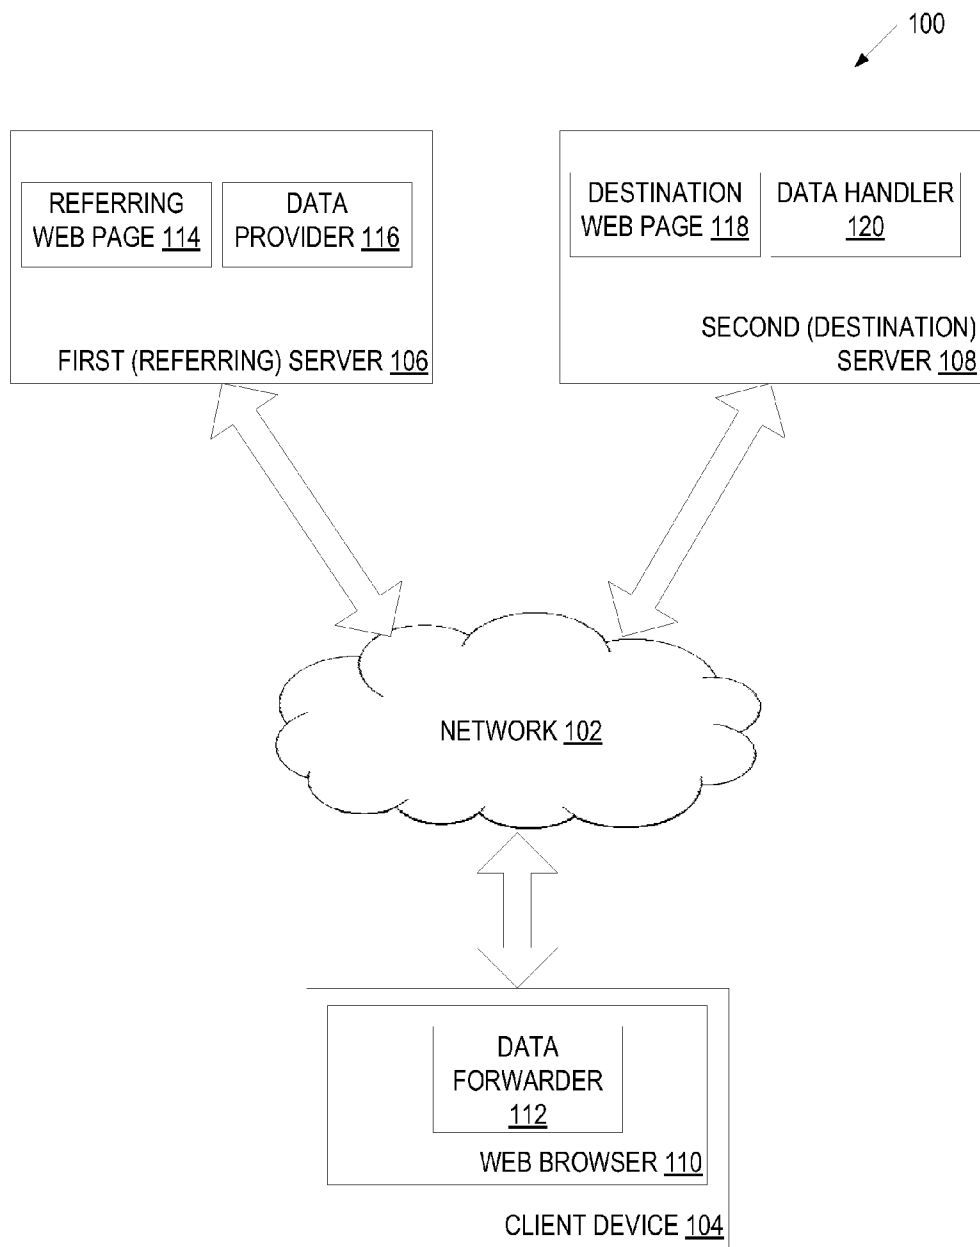 100
REFERRING
WEB PAGE 114
DATA
PROVIDER 116
FIRST (REFERRING) SERVER 106
DESTINATION
WEB PAGE 118
DATA HANDLER
120
SECOND (DESTINATION)
SERVER 108
NETWORK 102
DATA
FORWARDER
112
WEB BROWSER 110
CLIENT DEVICE 104